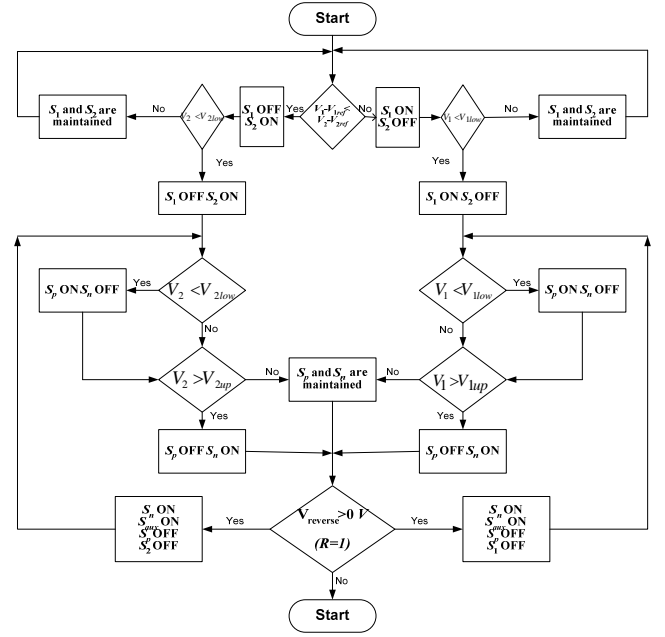 Start
S1 and S2 are
maintained
No
V2 <V2low
S1 OFF
S2 ON
Yes
V1-V1ref<
V2-V2ref
No
S1 ON
S2 OFF
V1 <V1low
No
S1 and S2 are
maintained
Yes
Yes
S1 OFF S2 ON
S1 ON S2 OFF
Sp ON Sn OFF
Yes
V2 <V2low
V1 <V1low
Yes
Sp ON Sn OFF
No
No
V2 >V2up
No
Sp and Sn are
maintained
No
V1 >V1up
Yes
Yes
Sp OFF Sn ON
Sp OFF Sn ON
Sn ON
Saux ON
Sp OFF
S2 OFF
Yes
Vreverse>0 V
(R=1)
Yes
Sn ON
Saux ON
Sp OFF
S1 OFF
No
Start